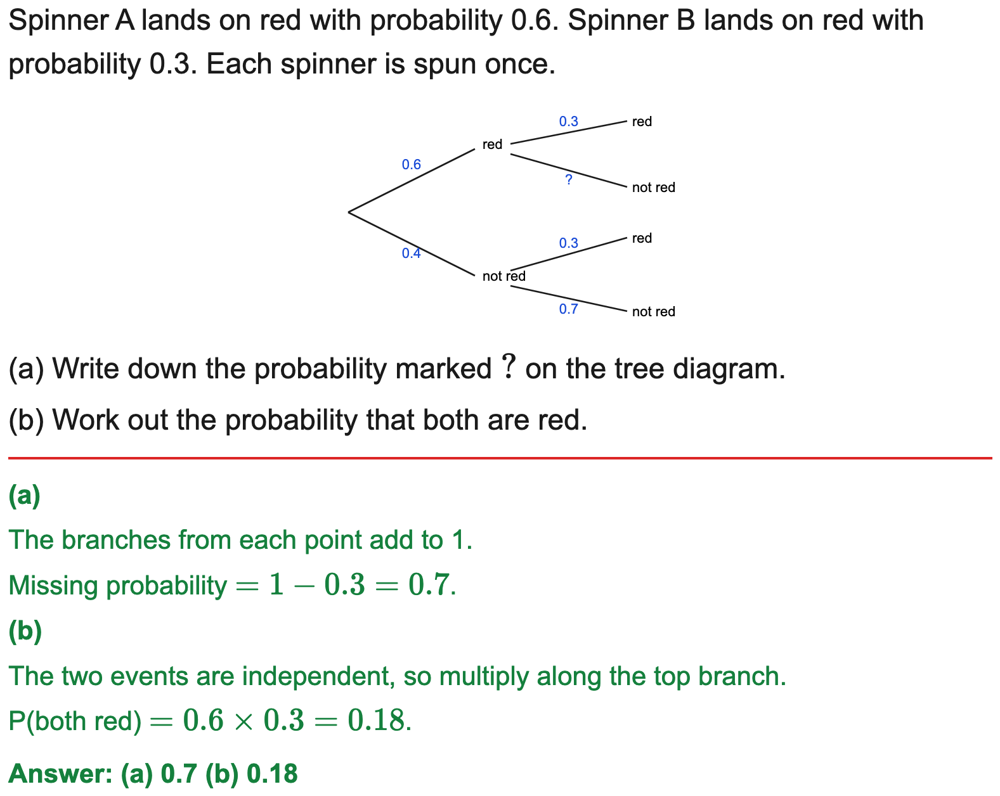 Spinner A lands on red with probability 0.6. Spinner B lands on red with
probability 0.3. Each spinner is spun once.
0.3
red
red
0.6
?
not red
0.3
red
0.4
not red
0.7
not red
(a) Write down the probability marked ? on the tree diagram.
(b) Work out the probability that both are red.
(a)
The branches from each point add to 1.
Missing probability = 1 − 0.3 = 0.7.
(b)
The two events are independent, so multiply along the top branch.
P(both red) = 0.6 × 0.3 = 0.18.
Answer: (a) 0.7 (b) 0.18